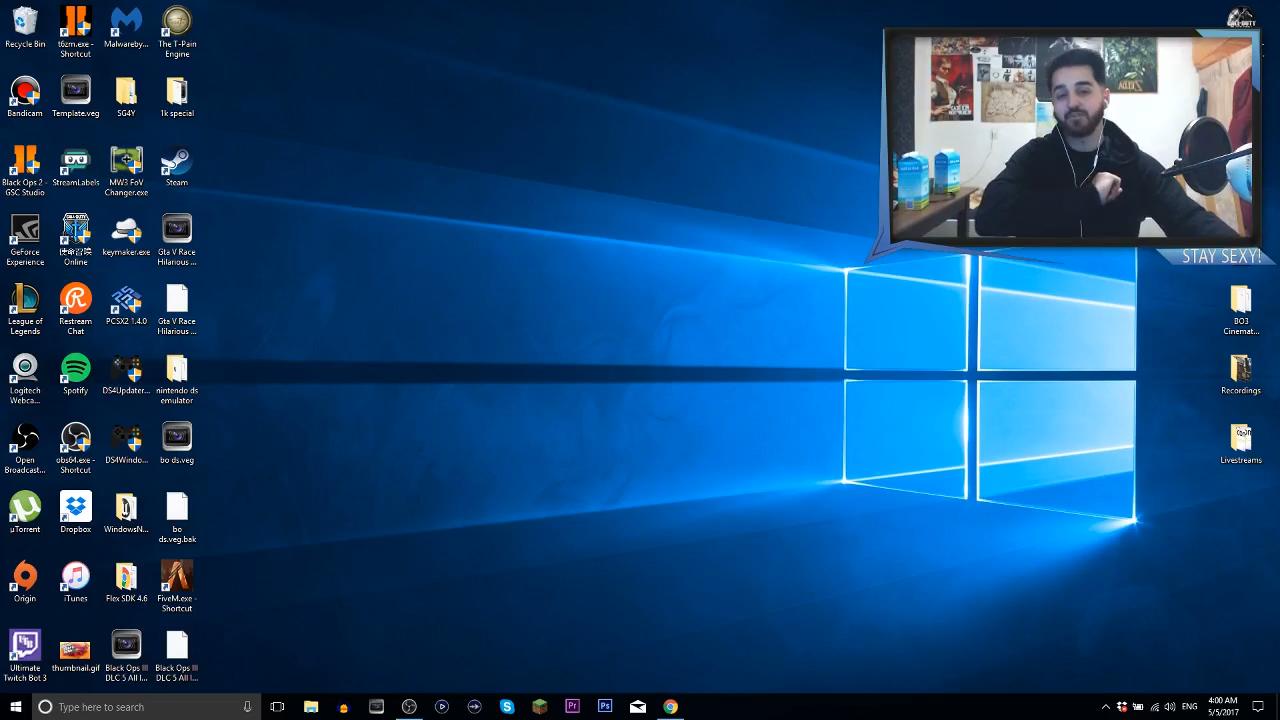 Recycle Bin
t6zm.exe -
Shortcut
Malwareby...
The T-Pain
Engine
Bandicam
Template.veg
SG4Y
1k special
Black Ops 2 -
GSC Studio
StreamLabels
MW3 FoV
Changer.exe
Steam
GeForce
Experience
Online
keymaker.exe
Gta V Race
Hilarious ...
League of
Legends
Restream
Chat
PCSX2 1.4.0
Gta V Race
Hilarious ...
Logitech
Webca...
Spotify
DS4Updater...
nintendo ds
emulator
Open
Broadcast...
obs64.exe -
Shortcut
DS4Windo...
bo ds.veg
µTorrent
Dropbox
WindowsN...
bo
ds.veg.bak
Origin
iTunes
Flex SDK 4.6
FiveM.exe -
Shortcut
Ultimate
Twitch Bot 3
thumbnail.gif
Black Ops III
DLC 5 All I...
Black Ops III
DLC 5 All I...
STAY SEXY!
BO3
Cinemat...
Recordings
Livestreams
Type here to search
Pr
Ps
ENG
4:00 AM
5/5/2017